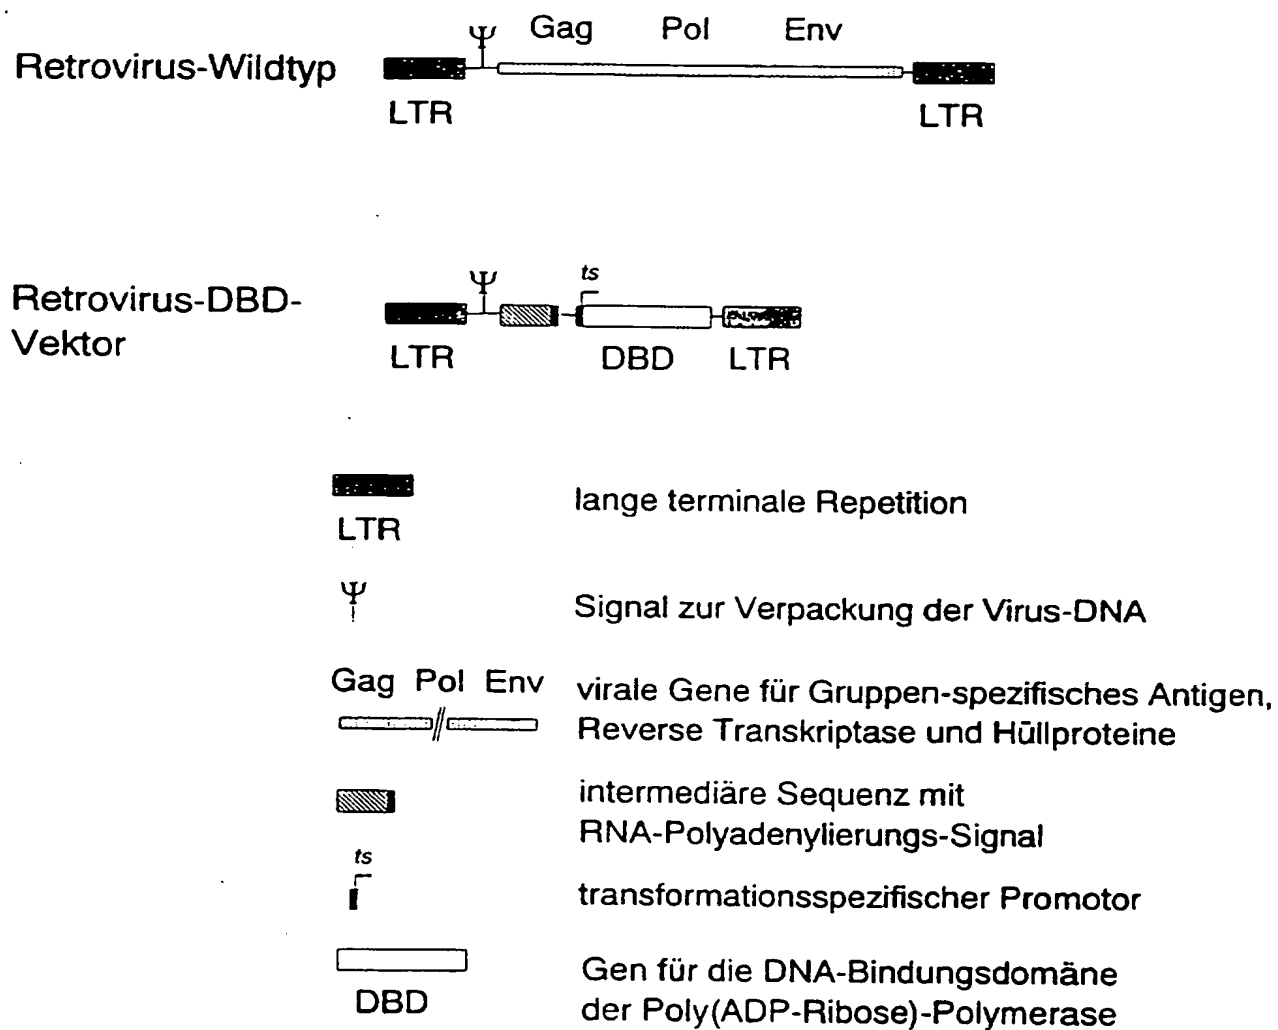 Ψ Gag Pol Env
Retrovirus-Wildtyp
LTR LTR
Ψ ts
Retrovirus-DBD-
Vektor
LTR DBD LTR
LTR
lange terminale Repetition
Ψ
Signal zur Verpackung der Virus-DNA
Gag Pol Env
virale Gene für Gruppen-spezifisches Antigen,
Reverse Transkriptase und Hüllproteine
intermediäre Sequenz mit
RNA-Polyadenylierungs-Signal
ts
transformationsspezifischer Promotor
DBD
Gen für die DNA-Bindungsdomäne
der Poly(ADP-Ribose)-Polymerase